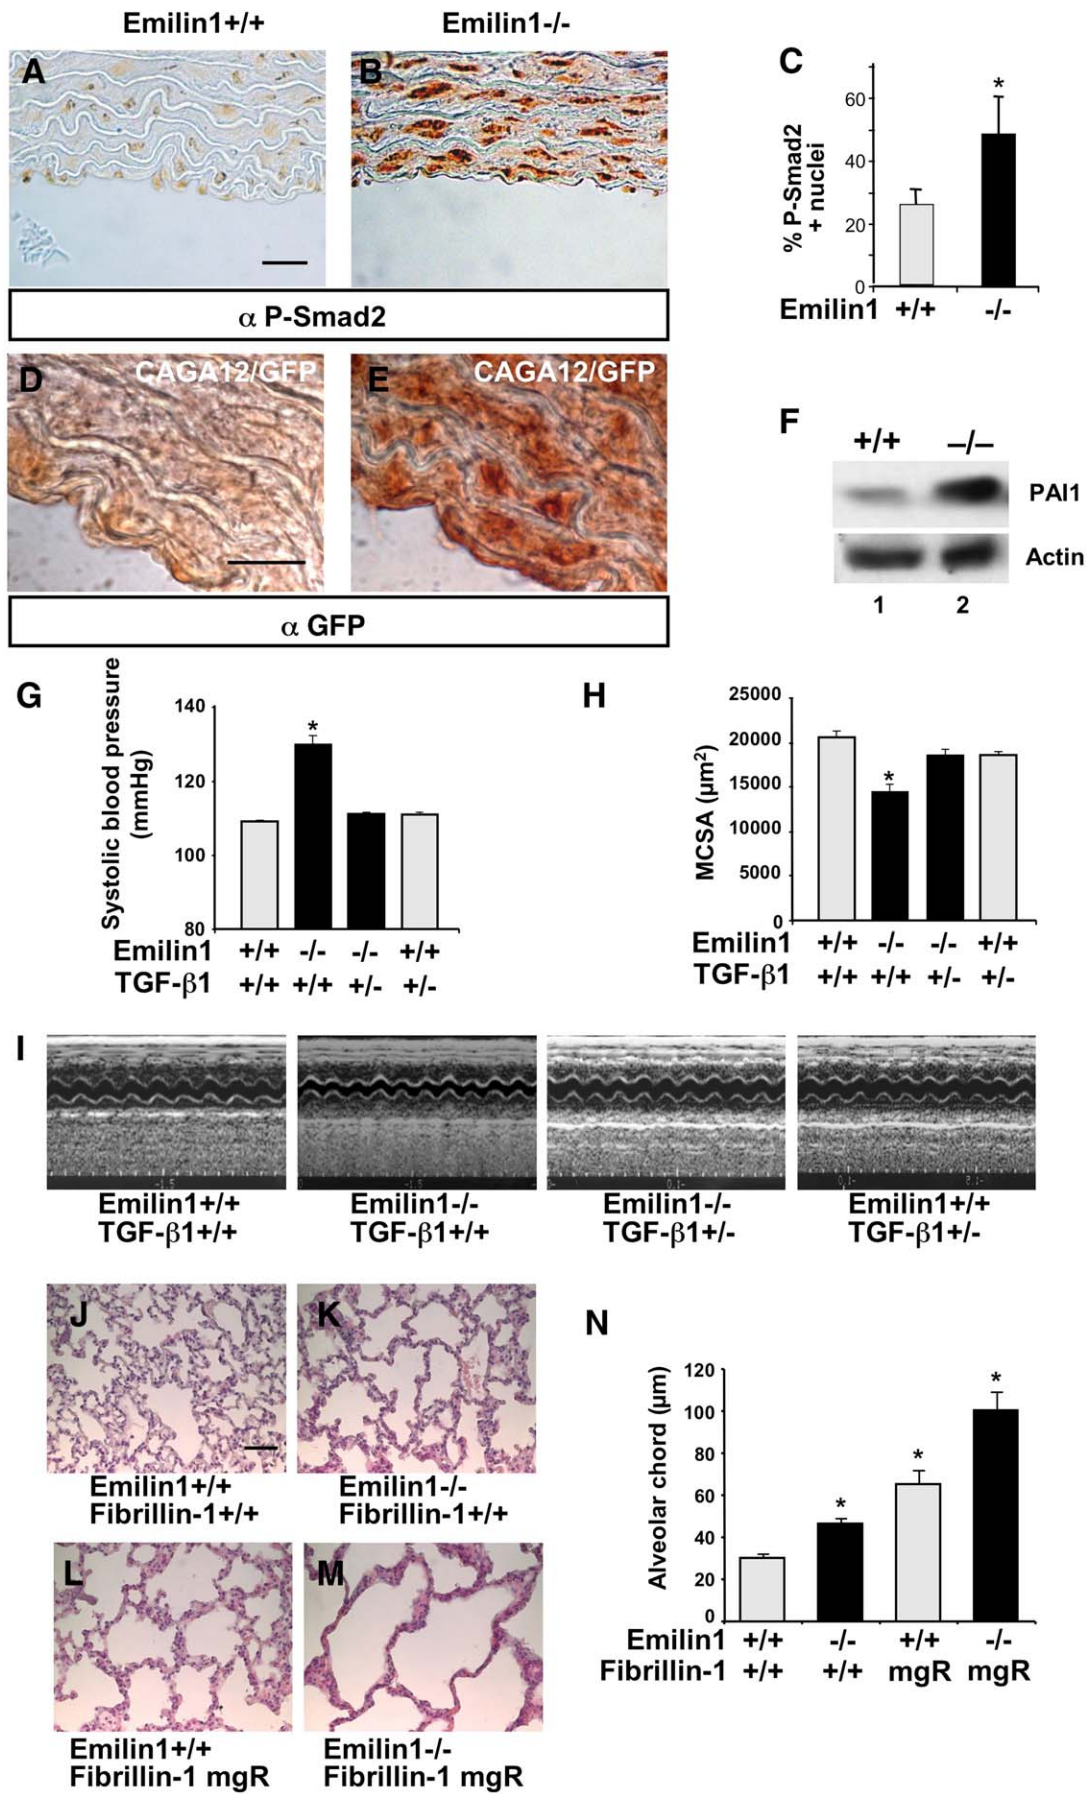 Emilin1+/+ Emilin1-/-
A B
α P-Smad2
C
% P-Smad2
+ nuclei
60
40
20
0
*
Emilin1 +/+ -/-
D CAGA12/GFP E CAGA12/GFP
α GFP
F
+/+ –/–
PAI1
Actin
1 2
G
Systolic blood pressure
(mmHg)
140
120
100
80
*
Emilin1 +/+ -/- -/- +/+
TGF-β1 +/+ +/+ +/- +/-
H
MCSA (µm²)
25000
20000
15000
10000
5000
0
*
Emilin1 +/+ -/- -/- +/+
TGF-β1 +/+ +/+ +/- +/-
I
Emilin1+/+ Emilin1-/- Emilin1-/- Emilin1+/+
TGF-β1+/+ TGF-β1+/+ TGF-β1+/- TGF-β1+/-
J K
Emilin1+/+ Emilin1-/-
Fibrillin-1+/+ Fibrillin-1+/+
L M
Emilin1+/+ Emilin1-/-
Fibrillin-1 mgR Fibrillin-1 mgR
N
Alveolar chord (µm)
120
100
80
60
40
20
0
* * *
Emilin1 +/+ -/- +/+ -/-
Fibrillin-1 +/+ +/+ mgR mgR